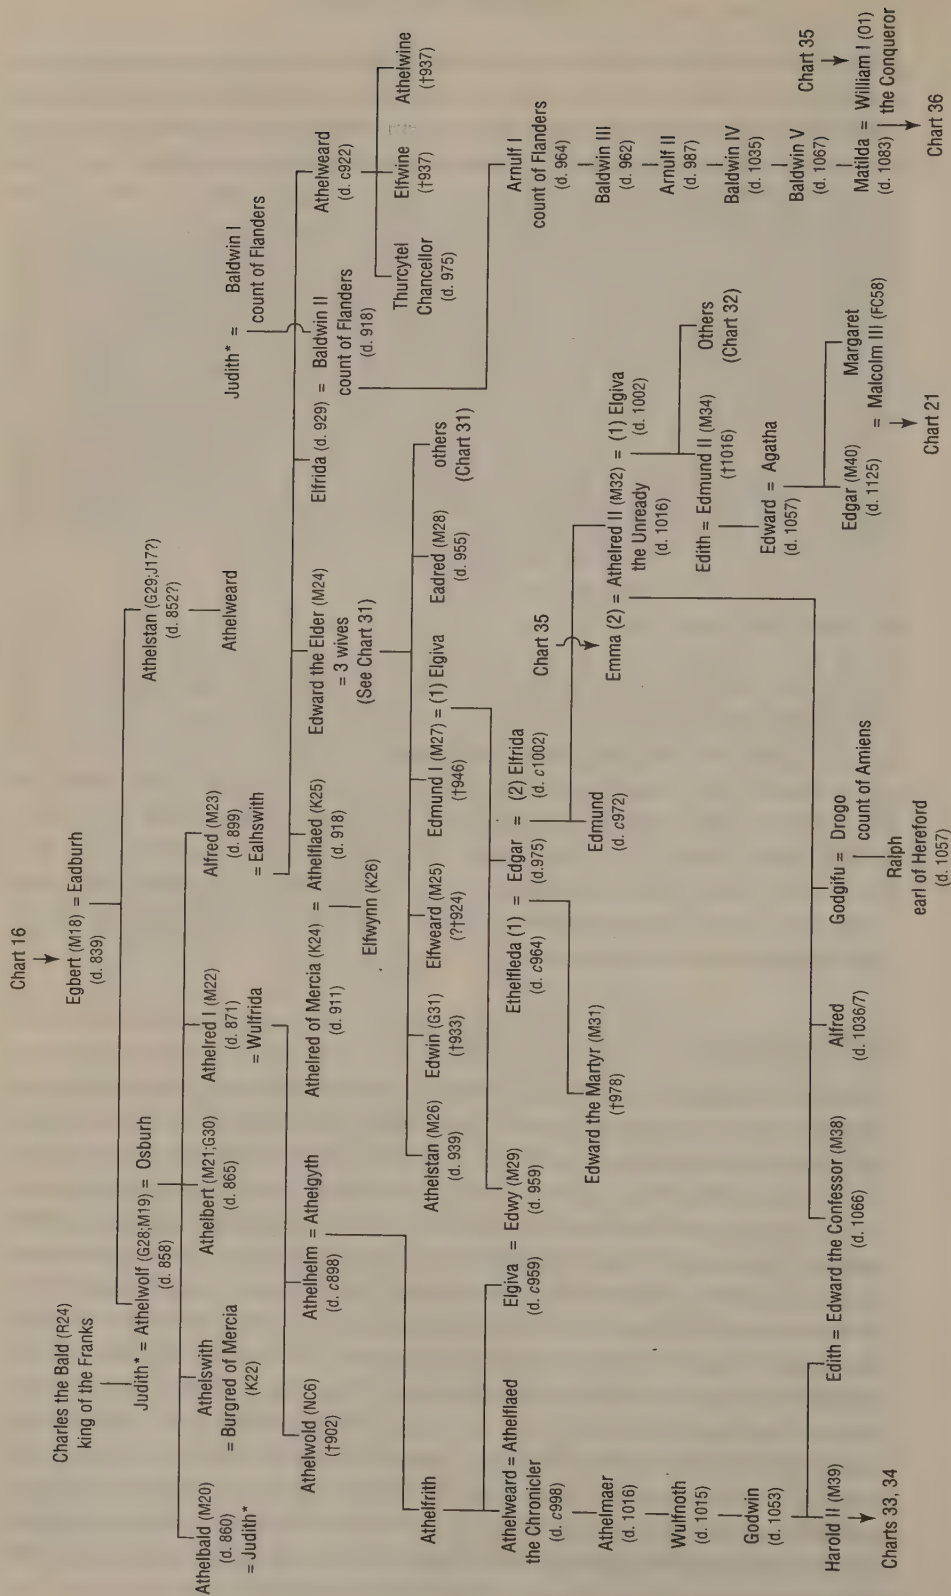 Chart 16
Charles the Bald (R24)
king of the Franks
Egbert (M18) = Eadburh
(d. 839)
Judith* = Baldwin I
count of Flanders
Judith* = Athelwolf (G28;M19) = Osburh
(d. 858)
Athelstan (G29;J17?)
(d. 852?)
Athelweard
Athelbald (M20)
(d. 860)
= Judith*
Athelswith
= Burgred of Mercia
(K22)
Athelbert (M21;G30)
(d. 865)
Athelred I (M22)
(d. 871)
= Wulfrida
Alfred (M23)
(d. 899)
= Ealhswith
Athelwold (NC6)
(†902)
Athelhelm = Athelgyth
(d. c898)
Athelred of Mercia (K24) = Athelflaed (K25)
(d. 911)
(d. 918)
Elfwynn (K26)
Edward the Elder (M24)
= 3 wives
(See Chart 31)
Elfrida (d. 929) = Baldwin II
count of Flanders
(d. 918)
Athelweard
(d. c922)
Thurcytel
Chancellor
(d. 975)
Elfwine
(†937)
Athelwine
(†937)
Athelfrith
Athelstan (M26)
(d. 939)
Edwin (G31)
(†933)
Elfweard (M25)
(?†924)
Edmund I (M27) = (1) Elgiva
(†946)
Eadred (M28)
(d. 955)
others
(Chart 31)
Arnulf I
count of Flanders
(d. 964)
Baldwin III
(d. 962)
Arnulf II
(d. 987)
Baldwin IV
(d. 1035)
Baldwin V
(d. 1067)
Chart 35
Matilda = William I (O1)
(d. 1083)
the Conqueror
Chart 36
Athelweard = Athelflaed
the Chronicler
(d. c998)
Elgiva = Edwy (M29)
(d. c959)
(d. 959)
Ethelfleda (1) = Edgar = (2) Elfrida
(d. c964)
(d.975)
(d. c1002)
Edward the Martyr (M31)
(†978)
Edmund
(d. c972)
Chart 35
Emma (2) = Athelred II (M32) = (1) Elgiva
the Unready
(d. 1016)
(d. 1002)
Edith = Edmund II (M34)
(†1016)
Others
(Chart 32)
Edward = Agatha
(d. 1057)
Edgar (M40)
(d. 1125)
Margaret
= Malcolm III (FC58)
Chart 21
Athelmaer
(d. 1016)
Wulfnoth
(d. 1015)
Godwin
(d. 1053)
Harold II (M39)
Charts 33, 34
Edith = Edward the Confessor (M38)
(d. 1066)
Alfred
(d. 1036/7)
Godgifu = Drogo
count of Amiens
Ralph
earl of Hereford
(d. 1057)